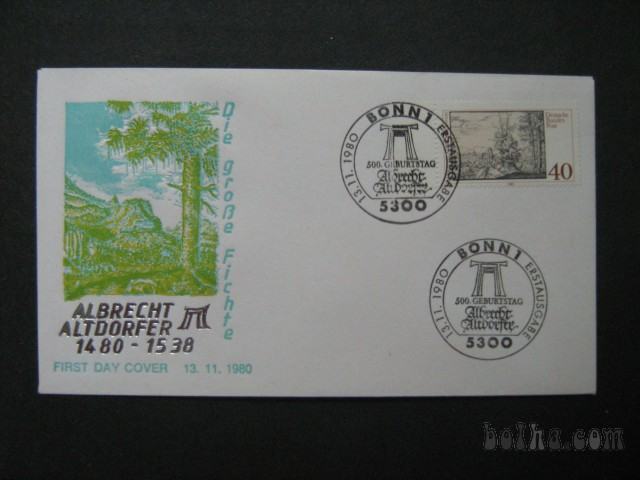 Die große Fichte
ALBRECHT
ALTDORFER
1480 - 1538
FIRST DAY COVER 13. 11. 1980
13.11.1980 BONN 1 ERSTAUSGABE
500. GEBURTSTAG
Albrecht
Altdorfer
5300
Deutsche
Bundes
Post
40
13.11.1980 BONN 1 ERSTAUSGABE
500. GEBURTSTAG
Albrecht
Altdorfer
5300
bolha.com